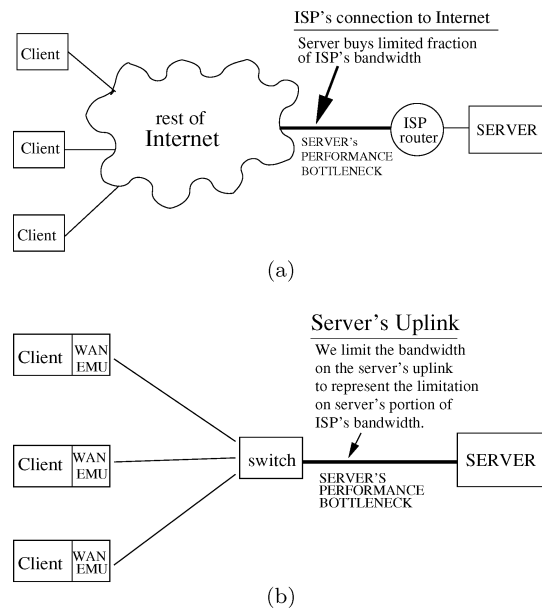 ISP's connection to Internet
Server buys limited fraction
of ISP's bandwidth
Client
rest of
Internet
ISP
router
SERVER
SERVER's
PERFORMANCE
BOTTLENECK
Client
Client
(a)
Server's Uplink
We limit the bandwidth
on the server's uplink
to represent the limitation
on server's portion of
ISP's bandwidth.
Client
WAN
EMU
Client
WAN
EMU
switch
SERVER
SERVER'S
PERFORMANCE
BOTTLENECK
Client
WAN
EMU
(b)